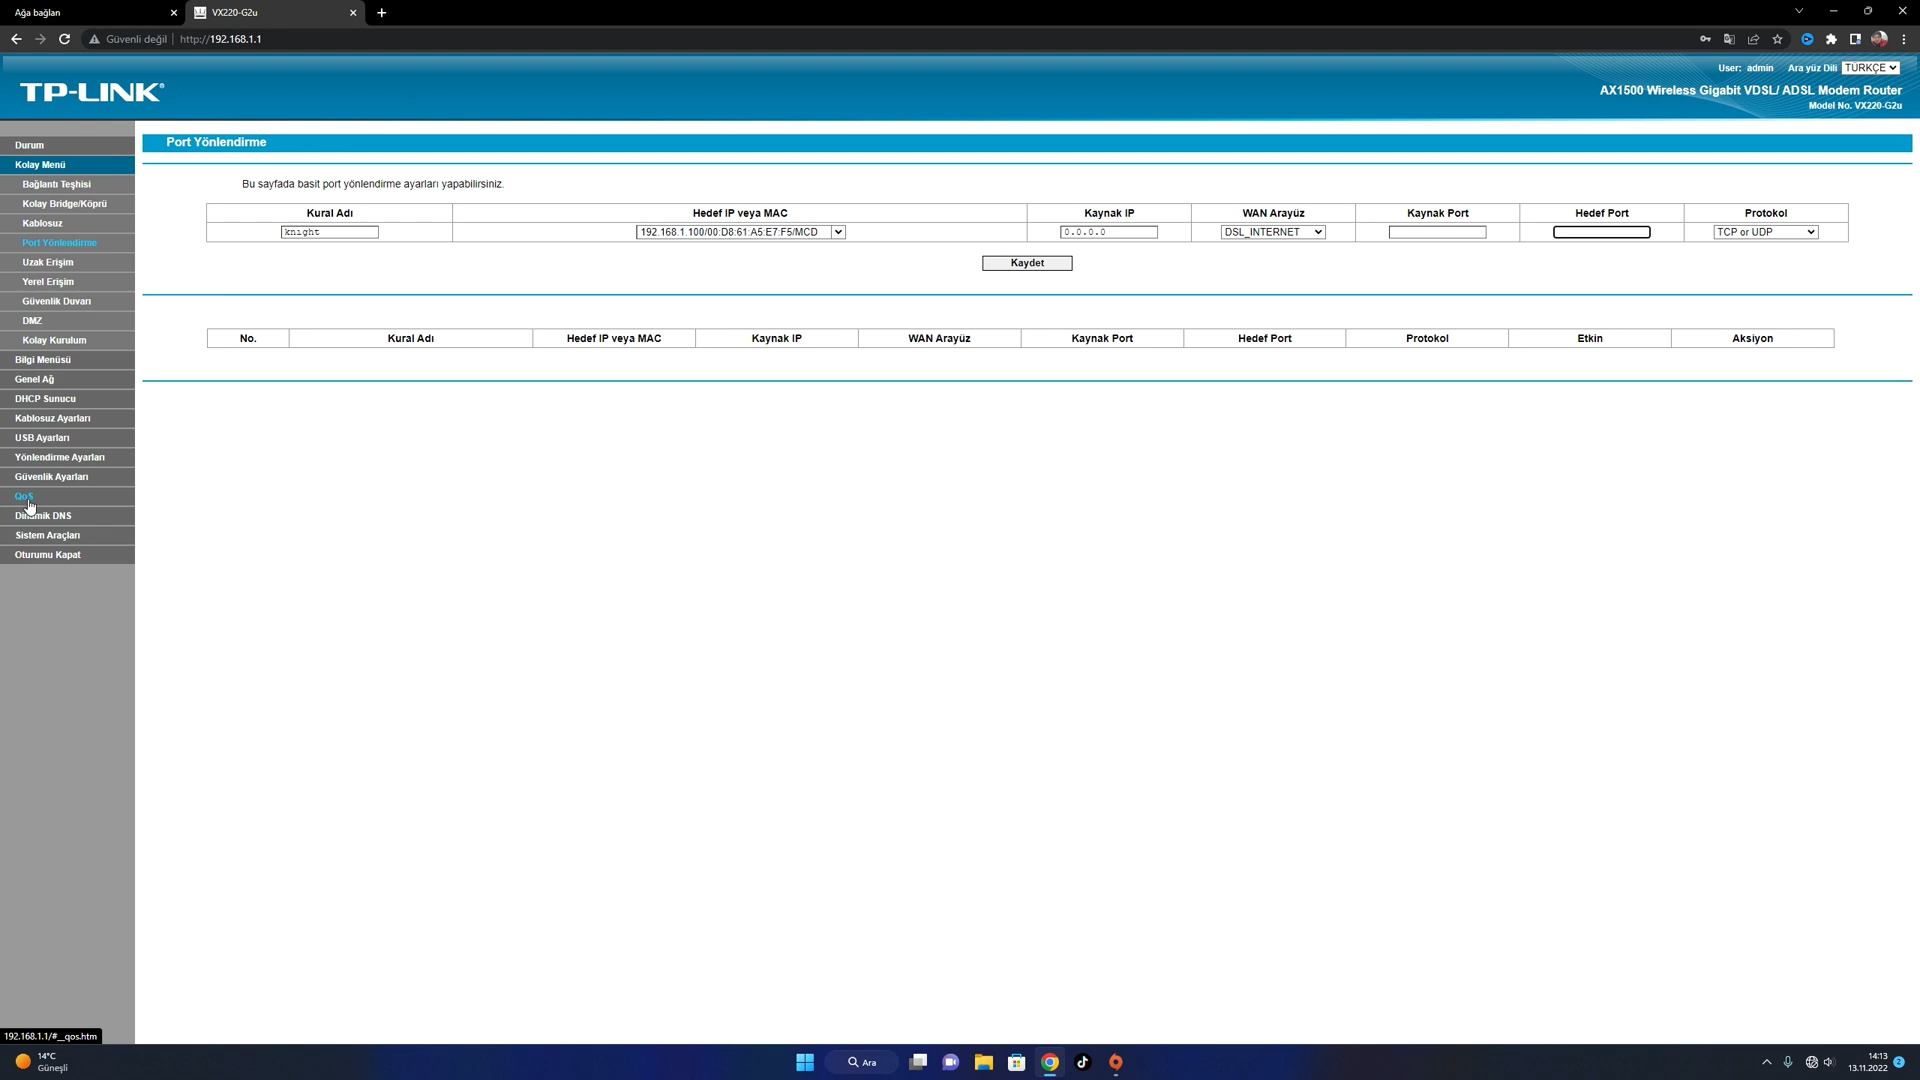 Ağa bağlan
VX220-G2u
Güvenli değil
http://192.168.1.1
User: admin Ara yüz Dili TÜRKÇE
TP-LINK®
AX1500 Wireless Gigabit VDSL/ ADSL Modem Router
Model No. VX220-G2u
Durum
Kolay Menü
Bağlantı Teşhisi
Kolay Bridge/Köprü
Kablosuz
Port Yönlendirme
Uzak Erişim
Yerel Erişim
Güvenlik Duvarı
DMZ
Kolay Kurulum
Bilgi Menüsü
Genel Ağ
DHCP Sunucu
Kablosuz Ayarları
USB Ayarları
Yönlendirme Ayarları
Güvenlik Ayarları
QoS
Dinamik DNS
Sistem Araçları
Oturumu Kapat
Port Yönlendirme
Bu sayfada basit port yönlendirme ayarları yapabilirsiniz.
Kural Adı Hedef IP veya MAC Kaynak IP WAN Arayüz Kaynak Port Hedef Port Protokol
knıght 192.168.1.100/00:D8:61:A5:E7:F5/MCD 0.0.0.0 DSL_INTERNET TCP or UDP
Kaydet
No. Kural Adı Hedef IP veya MAC Kaynak IP WAN Arayüz Kaynak Port Hedef Port Protokol Etkin Aksiyon
192.168.1.1/#__qos.htm
14°C
Güneşli
Ara
14:13
13.11.2022
2